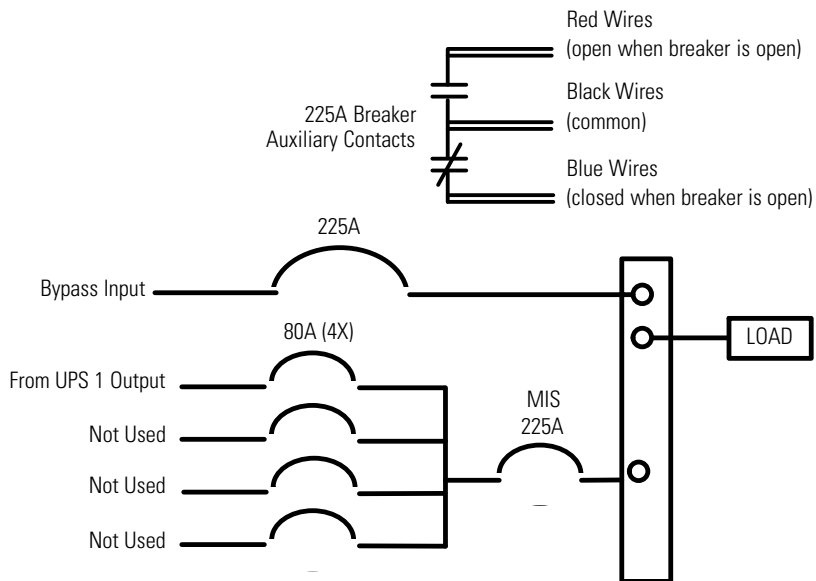 Red Wires
(open when breaker is open)
Black Wires
(common)
225A Breaker
Auxiliary Contacts
Blue Wires
(closed when breaker is open)
225A
Bypass Input
80A (4X)
LOAD
From UPS 1 Output
MIS
225A
Not Used
Not Used
Not Used